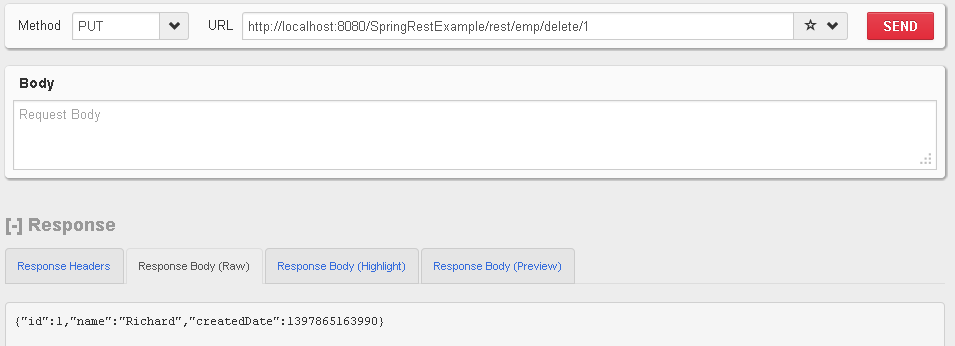 Method PUT URL http://localhost:8080/SpringRestExample/rest/emp/delete/1 SEND
Body
Request Body
[-] Response
Response Headers Response Body (Raw) Response Body (Highlight) Response Body (Preview)
{"id":1,"name":"Richard","createdDate":1397865163990}